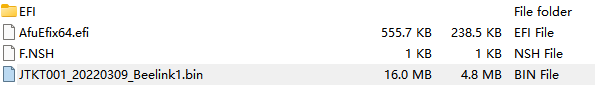 EFI File folder
AfuEfix64.efi 555.7 KB 238.5 KB EFI File
F.NSH 1 KB 1 KB NSH File
JTKT001_20220309_Beelink1.bin 16.0 MB 4.8 MB BIN File